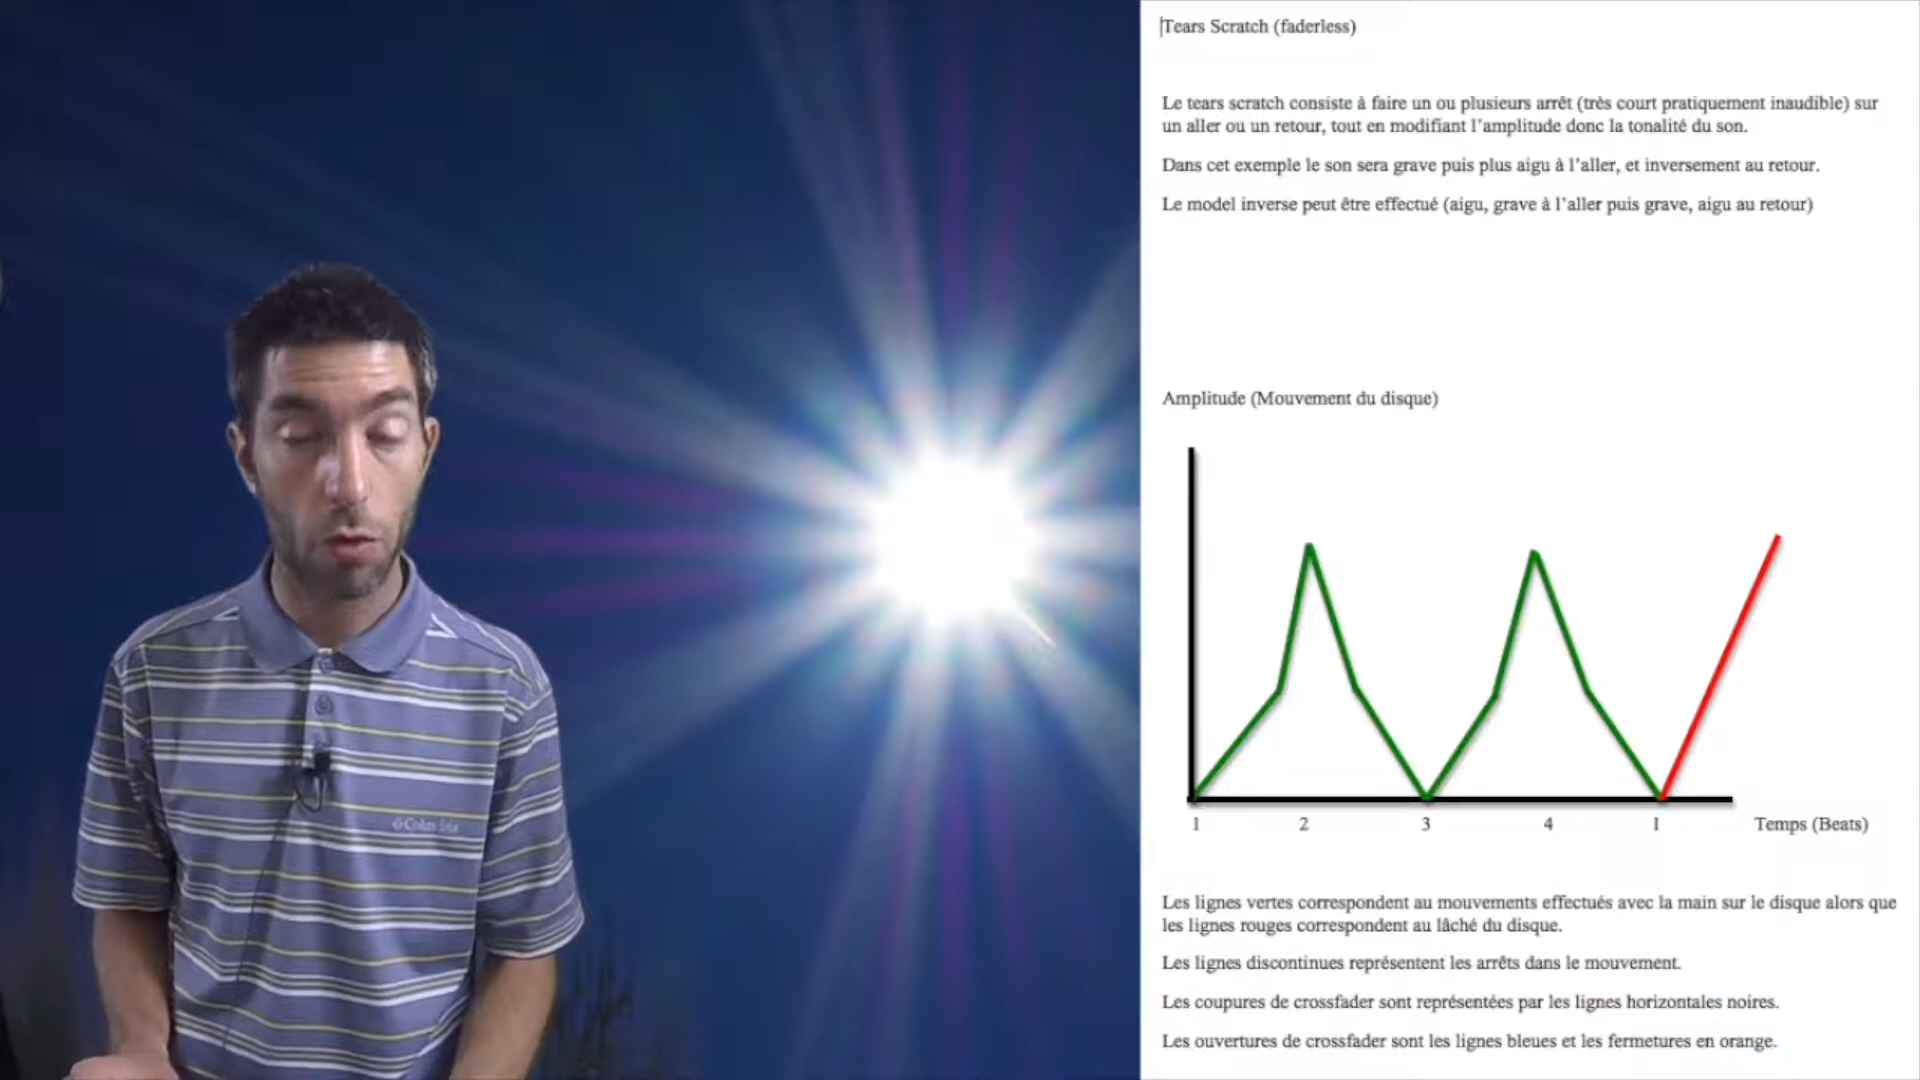 Tears Scratch (faderless)
Le tears scratch consiste à faire un ou plusieurs arrêt (très court pratiquement inaudible) sur
un aller ou un retour, tout en modifiant l'amplitude donc la tonalité du son.
Dans cet exemple le son sera grave puis plus aigu à l'aller, et inversement au retour.
Le model inverse peut être effectué (aigu, grave à l'aller puis grave, aigu au retour)
Amplitude (Mouvement du disque)
1 2 3 4 1 Temps (Beats)
Les lignes vertes correspondent au mouvements effectués avec la main sur le disque alors que
les lignes rouges correspondent au lâché du disque.
Les lignes discontinues représentent les arrêts dans le mouvement.
Les coupures de crossfader sont représentées par les lignes horizontales noires.
Les ouvertures de crossfader sont les lignes bleues et les fermetures en orange.